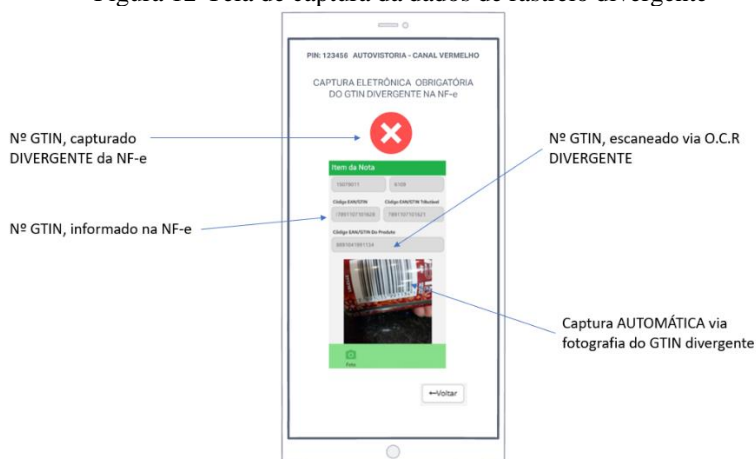 Figura 12 Tela de captura da dados de rastreio divergente
PIN: 123456 AUTOVISTORIA - CANAL VERMELHO
CAPTURA ELETRÔNICA OBRIGATÓRIA
DO GTIN DIVERGENTE NA NF-e
Nº GTIN, capturado
DIVERGENTE da NF-e
Nº GTIN, escaneado via O.C.R
DIVERGENTE
Item da Nota
6109
Código EAN/GTIN
Código EAN/GTIN Tributável
Nº GTIN, informado na NF-e
Código EAN/GTIN Do Produto
Captura AUTOMÁTICA via
fotografia do GTIN divergente
Foto
←Voltar